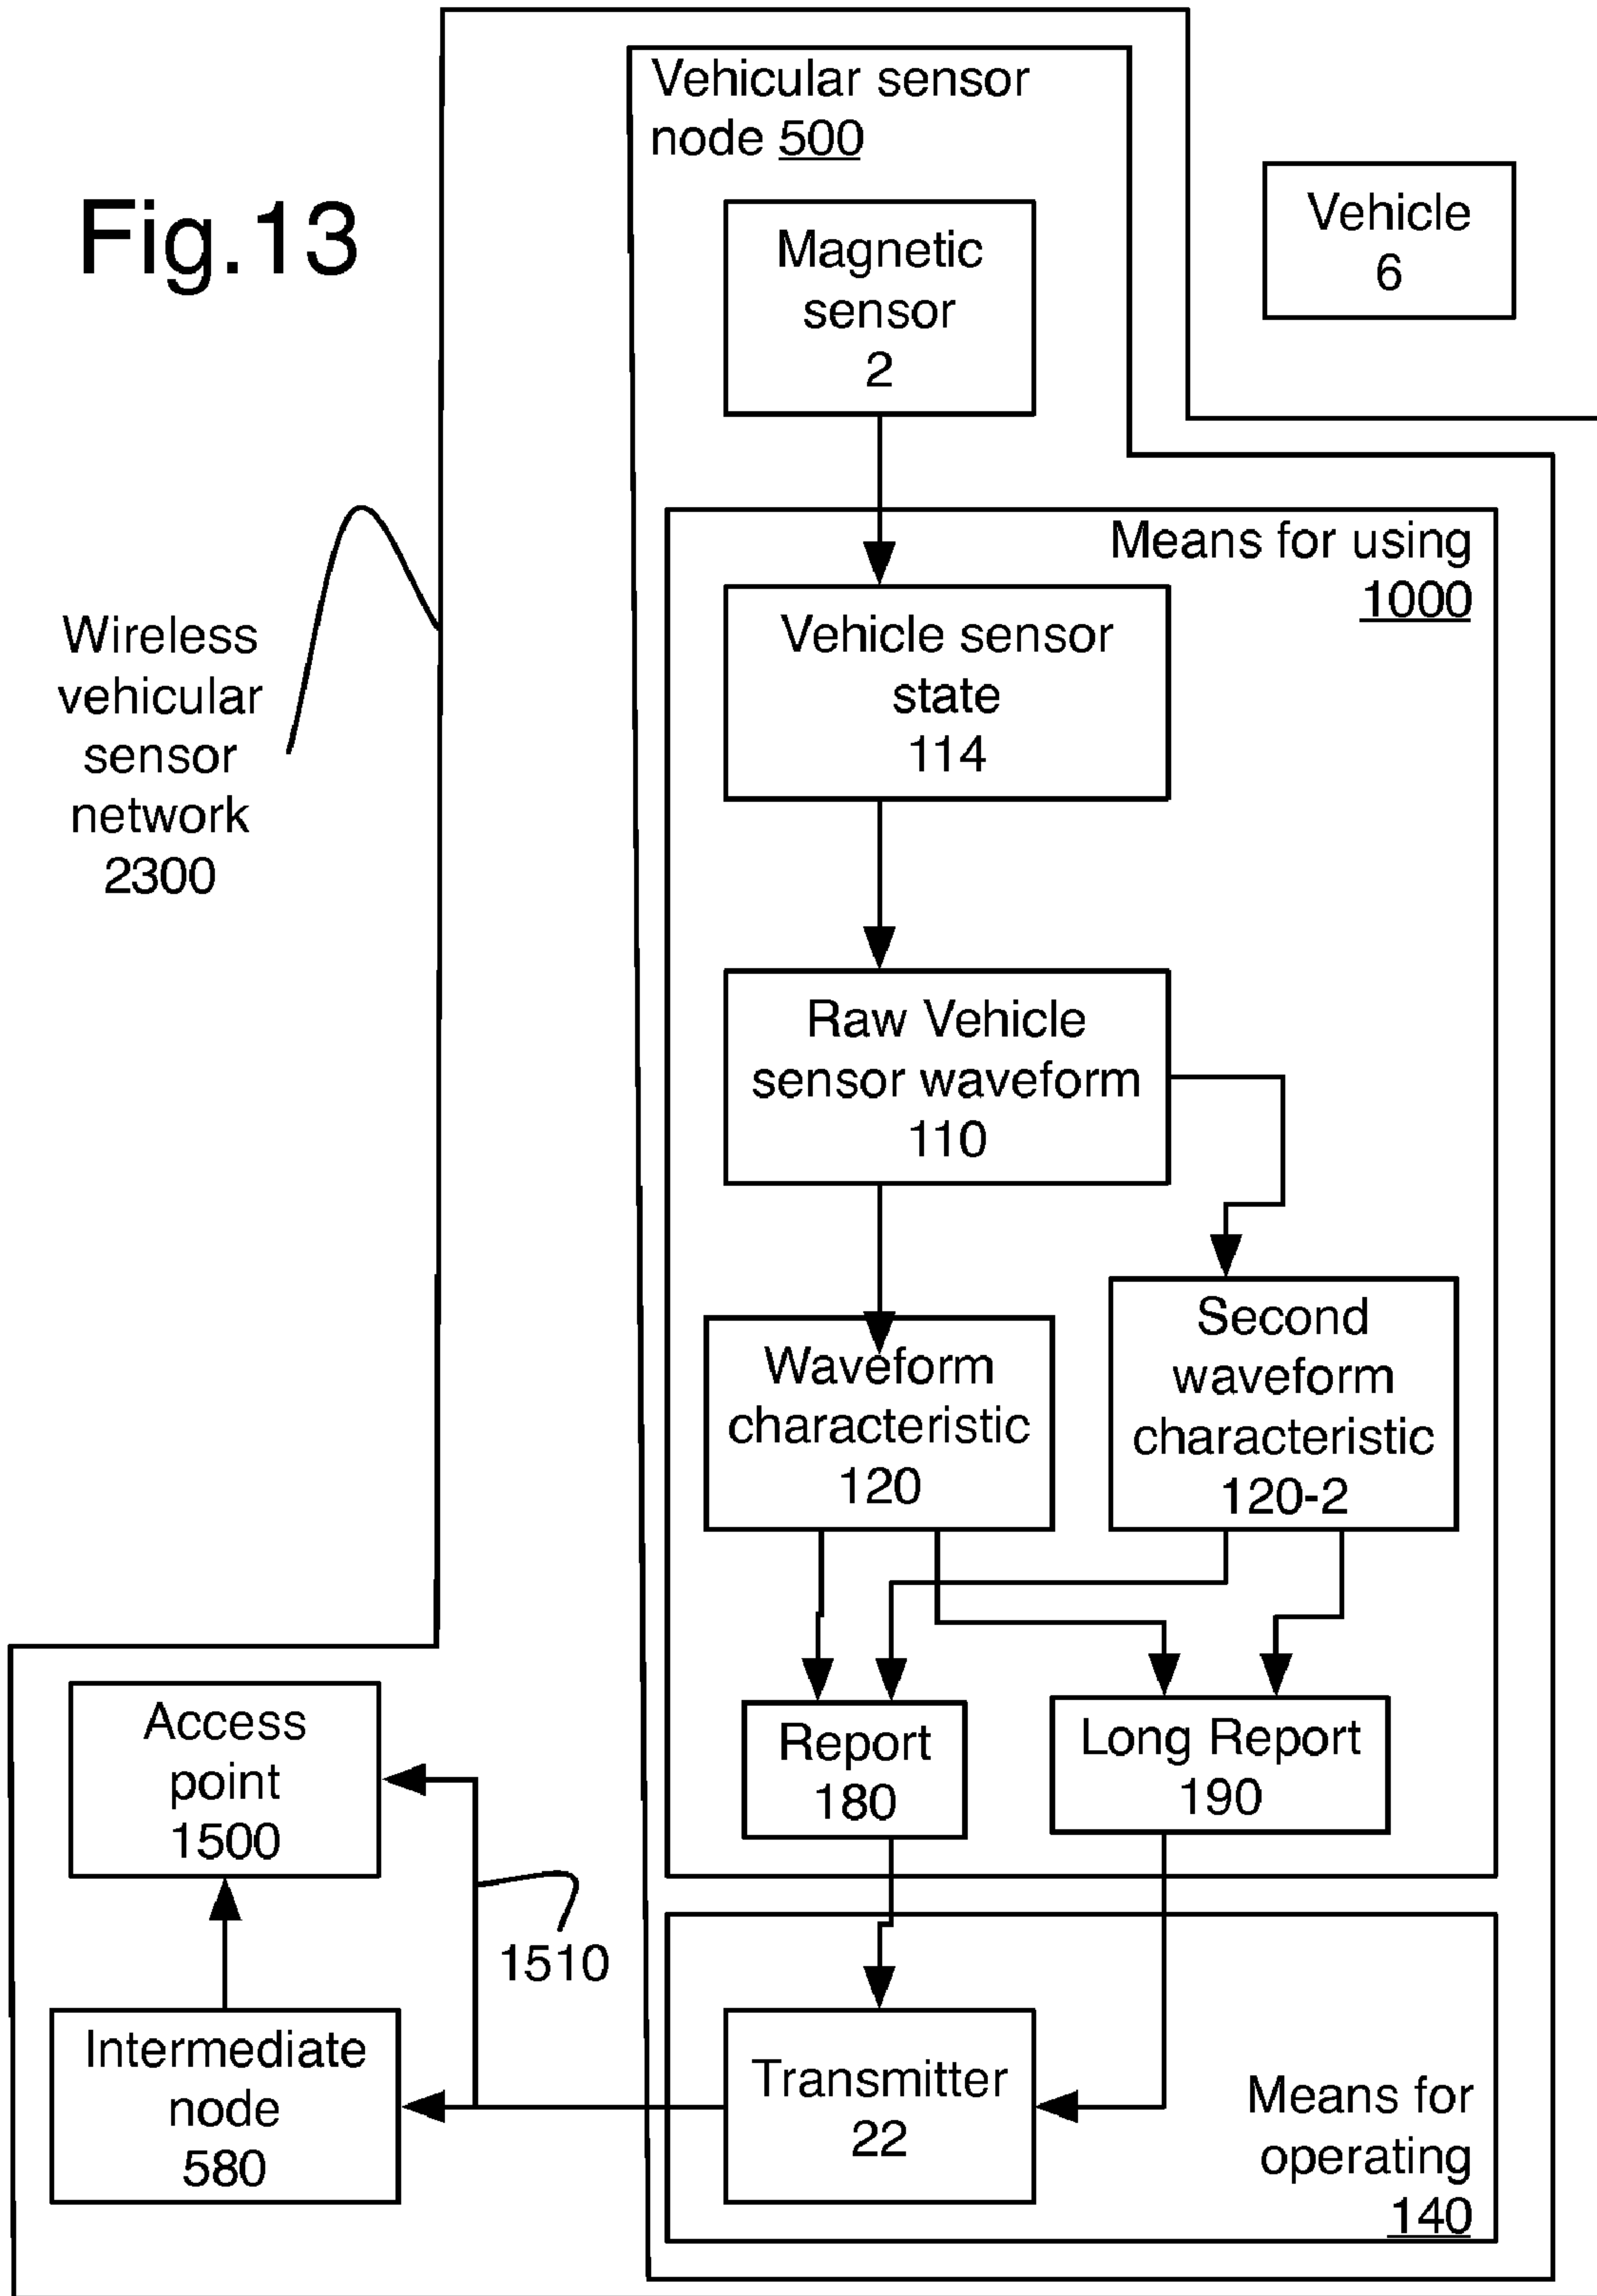 Fig.13
Vehicular sensor
node 500
Vehicle
6
Magnetic
sensor
2
Means for using
1000
Vehicle sensor
state
114
Wireless
vehicular
sensor
network
2300
Raw Vehicle
sensor waveform
110
Waveform
characteristic
120
Second
waveform
characteristic
120-2
Report
180
Long Report
190
Access
point
1500
1510
Intermediate
node
580
Transmitter
22
Means for
operating
140